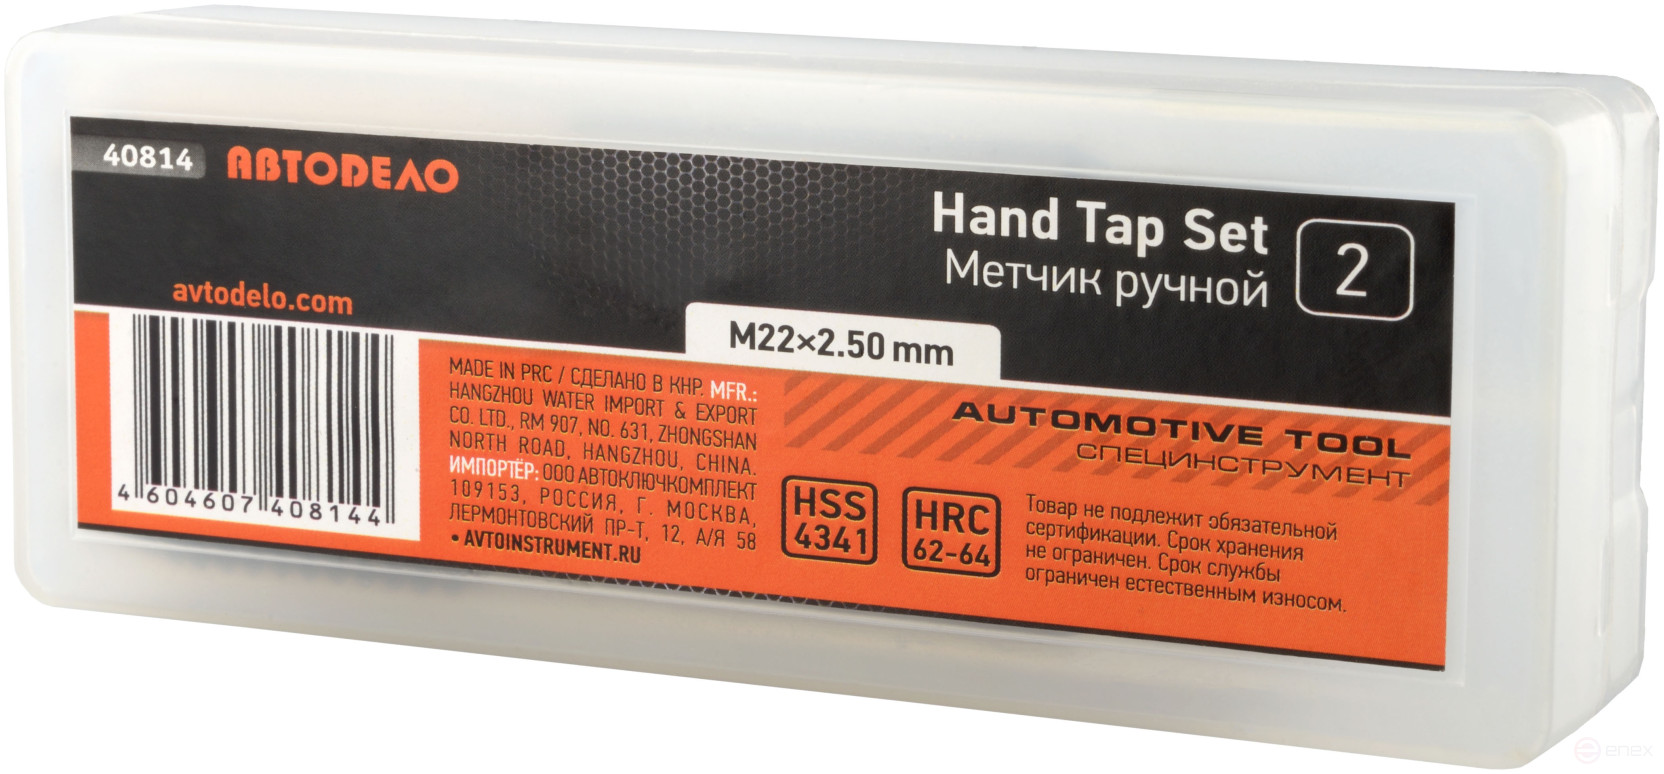 40814 АВТОDЕЛО
Hand Tap Set
Метчик ручной
2
avtodelo.com
M22×2.50 mm
4 604607 408144
MADE IN PRC / СДЕЛАНО В КНР. MFR.:
HANGZHOU WATER IMPORT & EXPORT
CO. LTD., RM 907, NO. 631, ZHONGSHAN
NORTH ROAD, HANGZHOU, CHINA.
ИМПОРТЁР: ООО АВТОКЛЮЧКОМПЛЕКТ
109153, РОССИЯ, Г. МОСКВА,
ЛЕРМОНТОВСКИЙ ПР-Т, 12, А/Я 58
• AVTOINSTRUMENT.RU
AUTOMOTIVE TOOL
СПЕЦИНСТРУМЕНТ
HSS
4341
HRC
62-64
Товар не подлежит обязательной
сертификации. Срок хранения
не ограничен. Срок службы
ограничен естественным износом.
enex